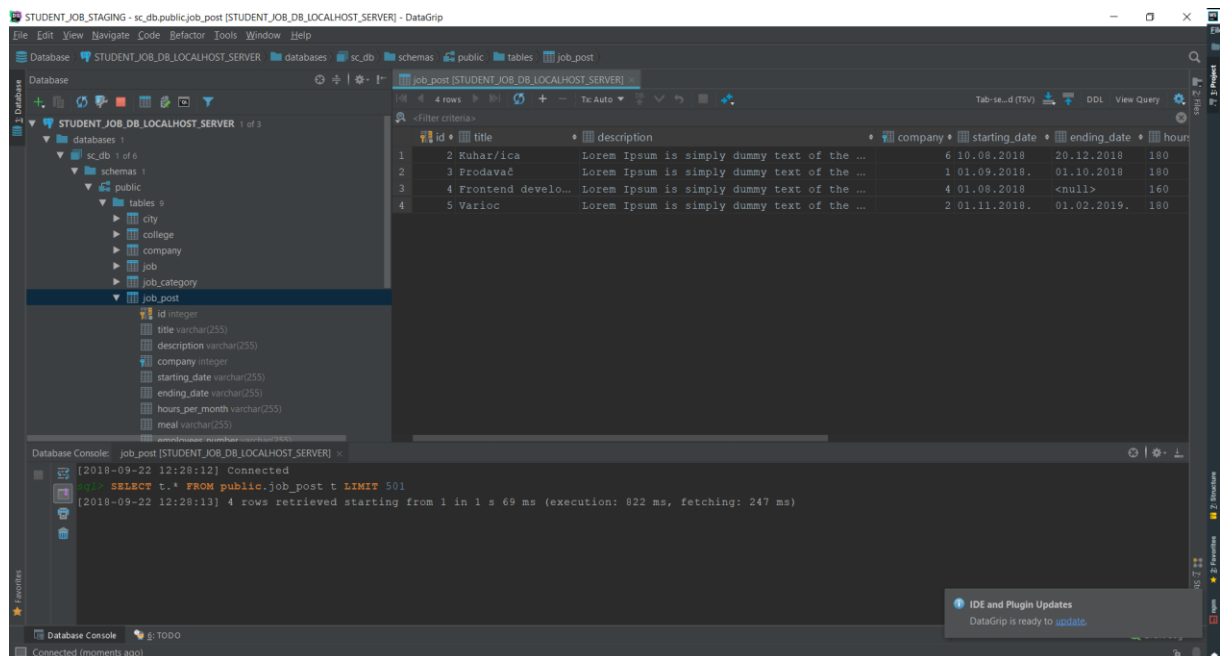 STUDENT_JOB_STAGING - sc_db.public.job_post [STUDENT_JOB_DB_LOCALHOST_SERVER] - DataGrip
File Edit View Navigate Code Refactor Tools Window Help
Database STUDENT_JOB_DB_LOCALHOST_SERVER databases sc_db schemas public tables job_post
Database
job_post [STUDENT_JOB_DB_LOCALHOST_SERVER]
4 rows Tx: Auto Tab-se...d (TSV) DDL View Query
STUDENT_JOB_DB_LOCALHOST_SERVER 1 of 3
<Filter criteria>
databases 1
sc_db 1 of 6
schemas 1
public
tables 9
city
college
company
job
job_category
job_post
id integer
title varchar(255)
description varchar(255)
company integer
starting_date varchar(255)
ending_date varchar(255)
hours_per_month varchar(255)
meal varchar(255)
employees_number varchar(255)
id title description company starting_date ending_date hours
1 2 Kuhar/ica Lorem Ipsum is simply dummy text of the ... 6 10.08.2018 20.12.2018 180
2 3 Prodavač Lorem Ipsum is simply dummy text of the ... 1 01.09.2018. 01.10.2018 180
3 4 Frontend develo... Lorem Ipsum is simply dummy text of the ... 4 01.08.2018 <null> 160
4 5 Varioc Lorem Ipsum is simply dummy text of the ... 2 01.11.2018. 01.02.2019. 180
Database Console: job_post [STUDENT_JOB_DB_LOCALHOST_SERVER]
[2018-09-22 12:28:12] Connected
sql> SELECT t.* FROM public.job_post t LIMIT 501
[2018-09-22 12:28:13] 4 rows retrieved starting from 1 in 1 s 69 ms (execution: 822 ms, fetching: 247 ms)
IDE and Plugin Updates
DataGrip is ready to update.
Database Console 6: TODO
Connected (moments ago)
1: Database
Favorites
Files
1: Project
7: Structure
2: Favorites
npm